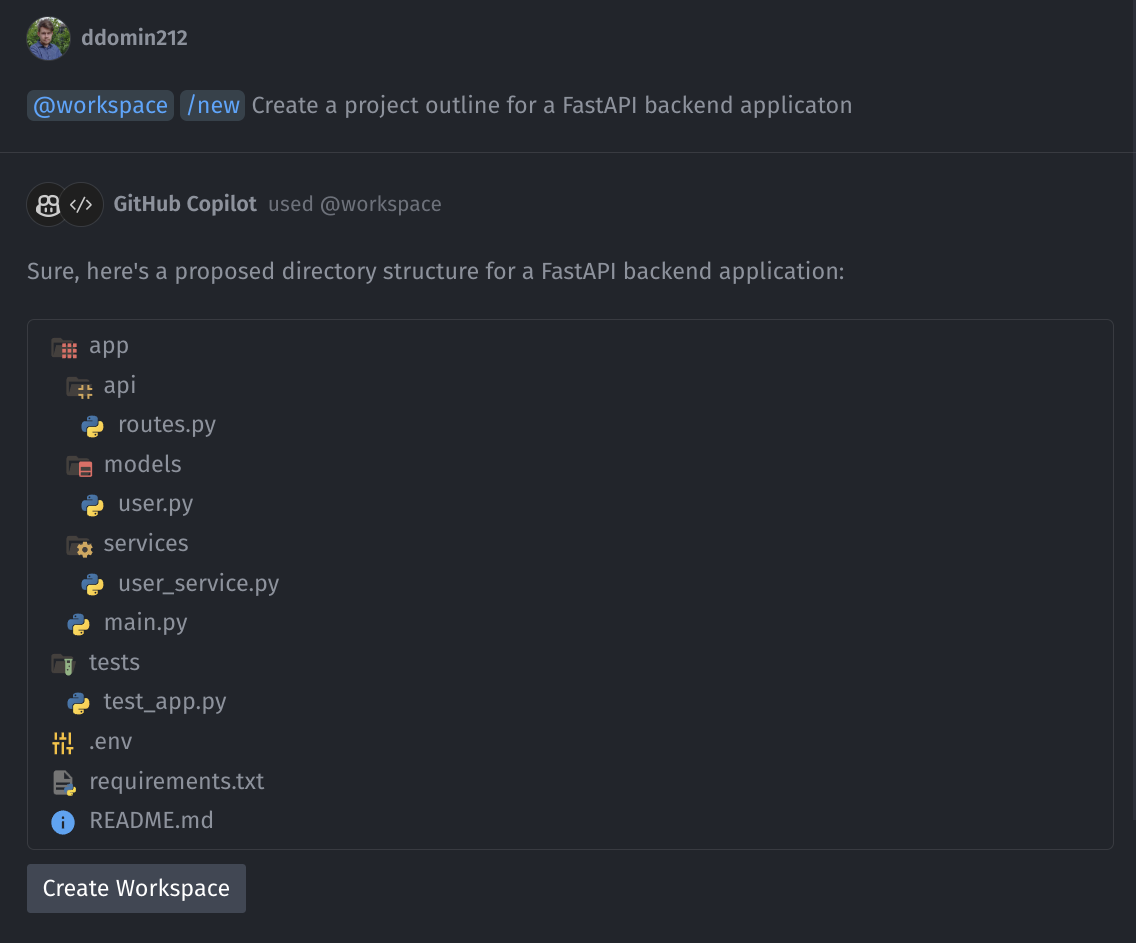 ddomin212
@workspace /new Create a project outline for a FastAPI backend applicaton
GitHub Copilot used @workspace
Sure, here's a proposed directory structure for a FastAPI backend application:
app
api
routes.py
models
user.py
services
user_service.py
main.py
tests
test_app.py
.env
requirements.txt
README.md
Create Workspace